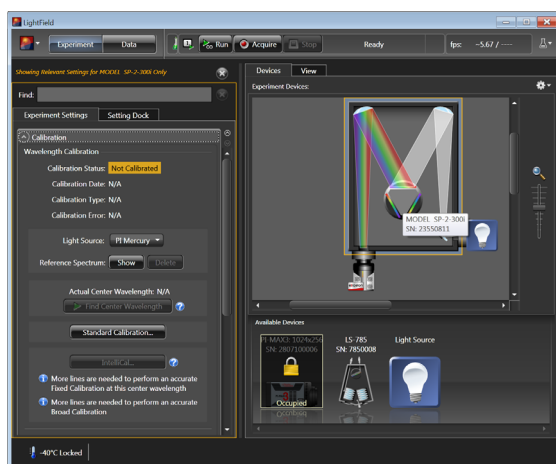 LightField
Experiment
Data
Run
Acquire
Stop
Ready
fps: ~5.67 / ----
Showing Relevant Settings for MODEL SP-2-300i Only
Find:
Experiment Settings
Setting Dock
Calibration
Wavelength Calibration
Calibration Status: Not Calibrated
Calibration Date: N/A
Calibration Type: N/A
Calibration Error: N/A
Light Source: PI Mercury
Reference Spectrum: Show Delete
Actual Center Wavelength: N/A
Find Center Wavelength
Standard Calibration...
IntelliCal...
More lines are needed to perform an accurate
Fixed Calibration at this center wavelength
More lines are needed to perform an accurate
Broad Calibration
Devices
View
Experiment Devices:
MODEL SP-2-300i
SN: 23550811
Available Devices
PI-MAX3: 1024x256
SN: 2807100006
Occupied
LS-785
SN: 7850008
Light Source
-40°C Locked